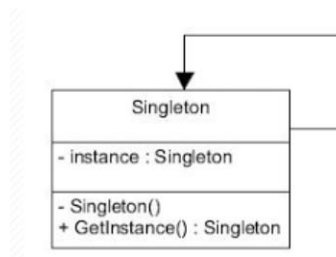 Singleton
- instance : Singleton
- Singleton()
+ GetInstance() : Singleton